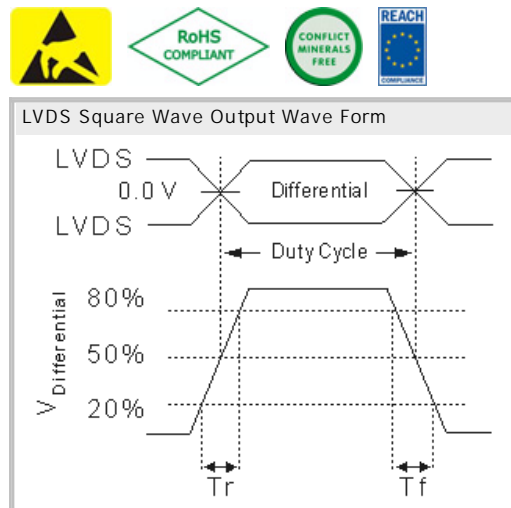 RoHS
COMPLIANT
CONFLICT
MINERALS
FREE
REACH
COMPLIANCE
LVDS Square Wave Output Wave Form
LVDS
0.0 V
Differential
LVDS
Duty Cycle
80%
50%
20%
V Differential
Tr
Tf